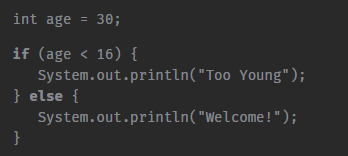 int age = 30;
if (age < 16) {
System.out.println("Too Young");
} else {
System.out.println("Welcome!");
}